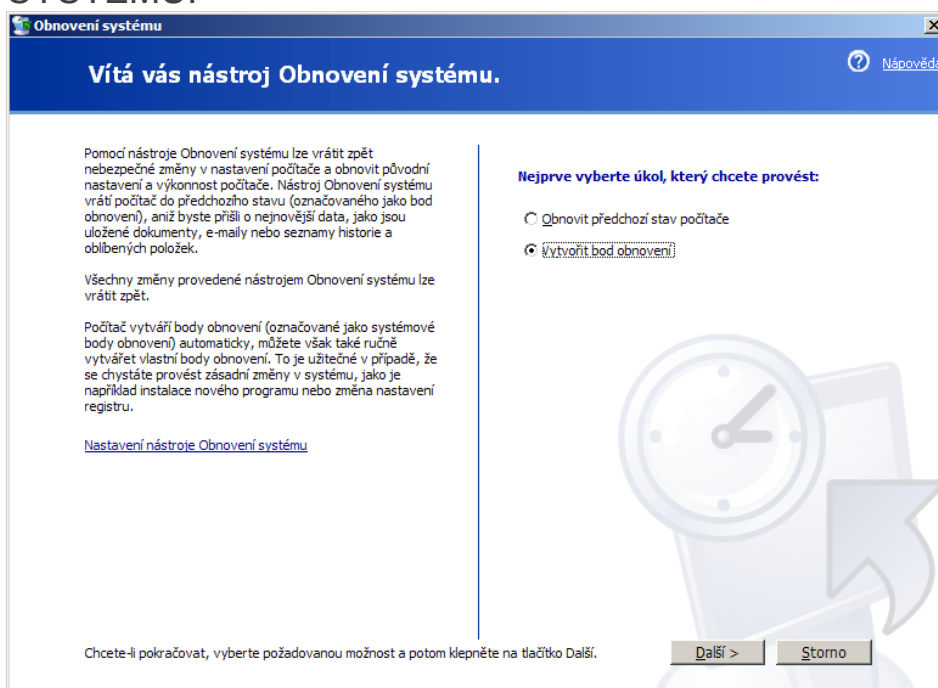 SYSTÉMU.
Obnovení systému
Vítá vás nástroj Obnovení systému.
Nápověda
Pomocí nástroje Obnovení systému lze vrátit zpět
nebezpečné změny v nastavení počítače a obnovit původní
nastavení a výkonnost počítače. Nástroj Obnovení systému
vrátí počítač do předchozího stavu (označovaného jako bod
obnovení), aniž byste přišli o nejnovější data, jako jsou
uložené dokumenty, e-maily nebo seznamy historie a
oblíbených položek.
Všechny změny provedené nástrojem Obnovení systému lze
vrátit zpět.
Počítač vytváří body obnovení (označované jako systémové
body obnovení) automaticky, můžete však také ručně
vytvářet vlastní body obnovení. To je užitečné v případě, že
se chystáte provést zásadní změny v systému, jako je
například instalace nového programu nebo změna nastavení
registru.
Nastavení nástroje Obnovení systému
Nejprve vyberte úkol, který chcete provést:
Obnovit předchozí stav počítače
Vytvořit bod obnovení
Chcete-li pokračovat, vyberte požadovanou možnost a potom klepněte na tlačítko Další.
Další >
Storno